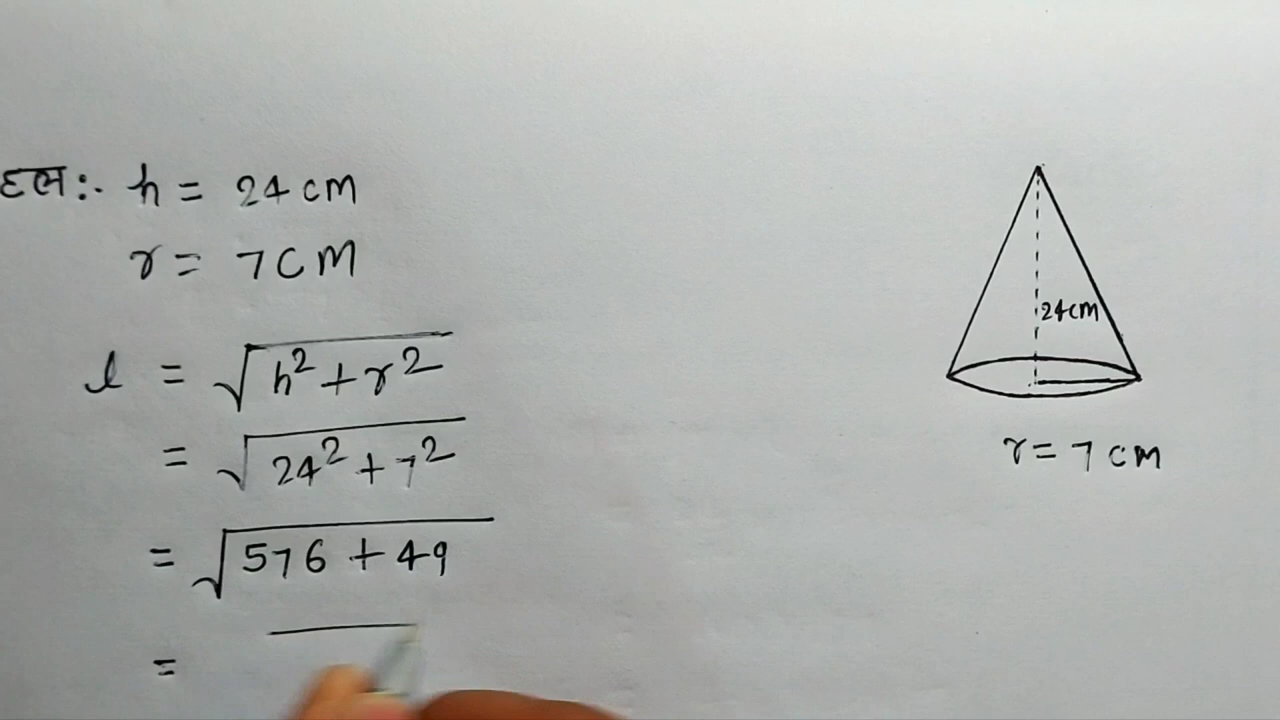 हल:- h = 24 cm
r = 7 cm
l = √h²+r²
= √24²+7²
= √576 + 49
=
24cm
r = 7 cm